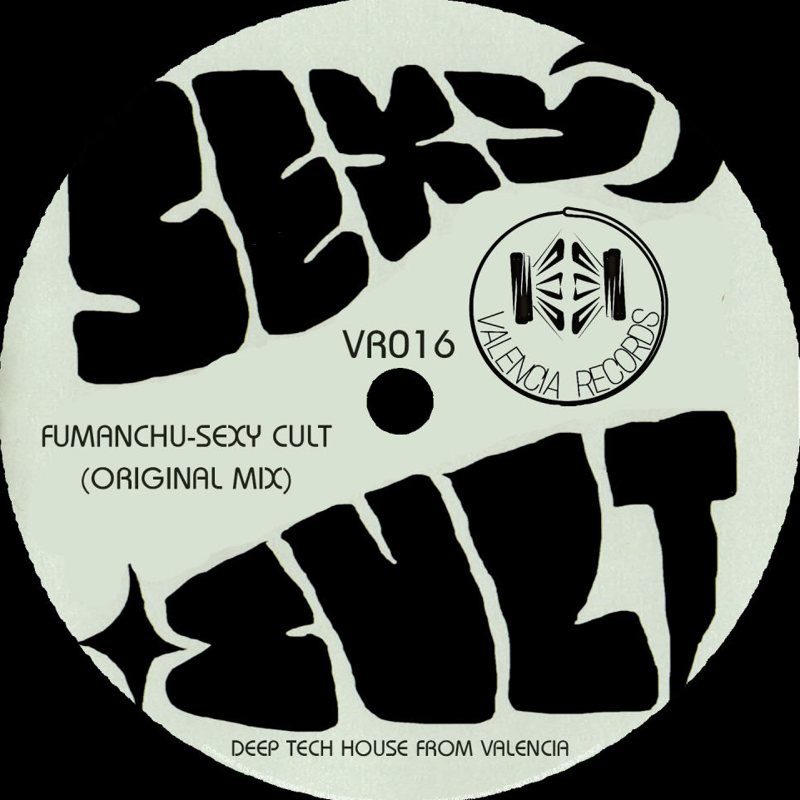 SEXY
VALENCIA RECORDS
VR016
FUMANCHU-SEXY CULT
(ORIGINAL MIX)
CULT
DEEP TECH HOUSE FROM VALENCIA